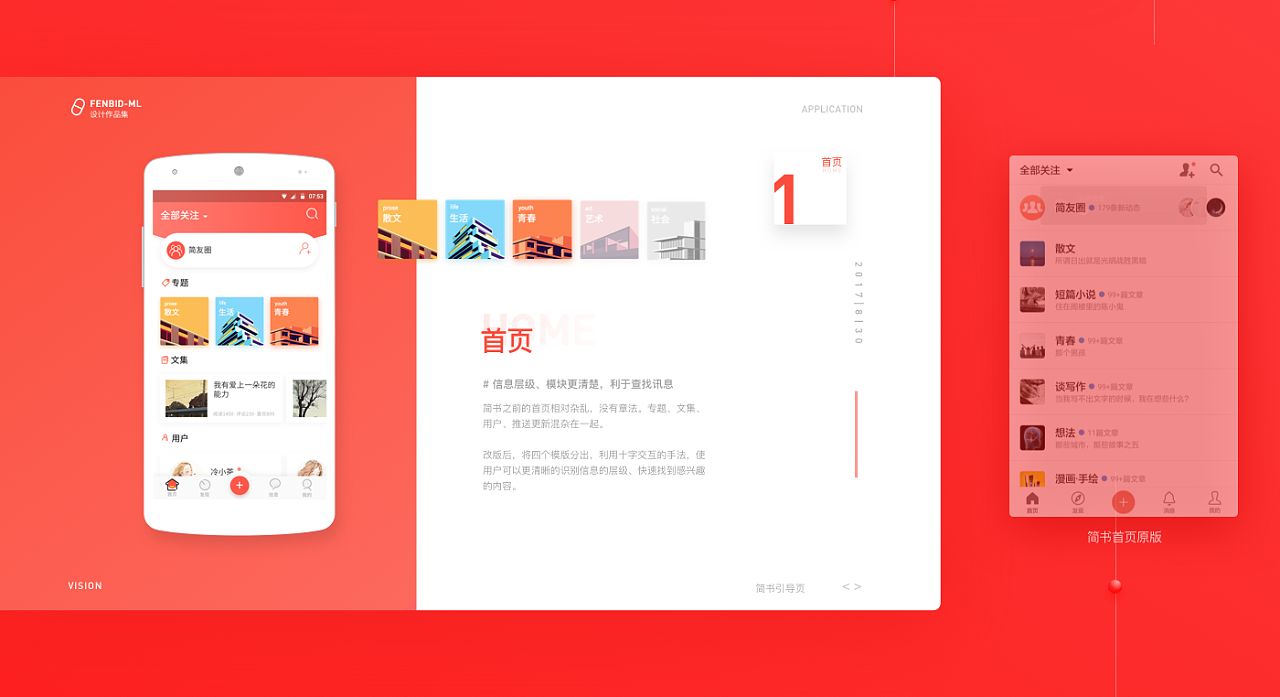 FENBID-ML
设计作品集
APPLICATION
07:53
全部关注
简友圈
专题
prose
散文
life
生活
youth
青春
文集
我有爱上一朵花的
能力
用户
冷小茶
首页
发现
消息
我的
prose
散文
life
生活
youth
青春
art
艺术
social
社会
首页
HOME
1
2017|8|30
HOME
首页
# 信息层级、模块更清楚，利于查找讯息
简书之前的首页相对杂乱，没有章法。专题、文集、
用户、推送更新混杂在一起。
改版后，将四个模版分出，利用十字交互的手法，使
用户可以更清晰的识别信息的层级、快速找到感兴趣
的内容。
VISION
简书引导页
< >
全部关注
简友圈 179条新动态
散文
所谓日出就是光明战胜黑暗
短篇小说 99+篇文章
住在阁楼里的陈小鬼
青春 99+篇文章
那个男孩
谈写作 99+篇文章
当我写不出文字的时候，我在想些什么？
想法 11篇文章
那些城市，那些故事之五
漫画·手绘 99+篇文章
首页
发现
消息
我的
简书首页原版